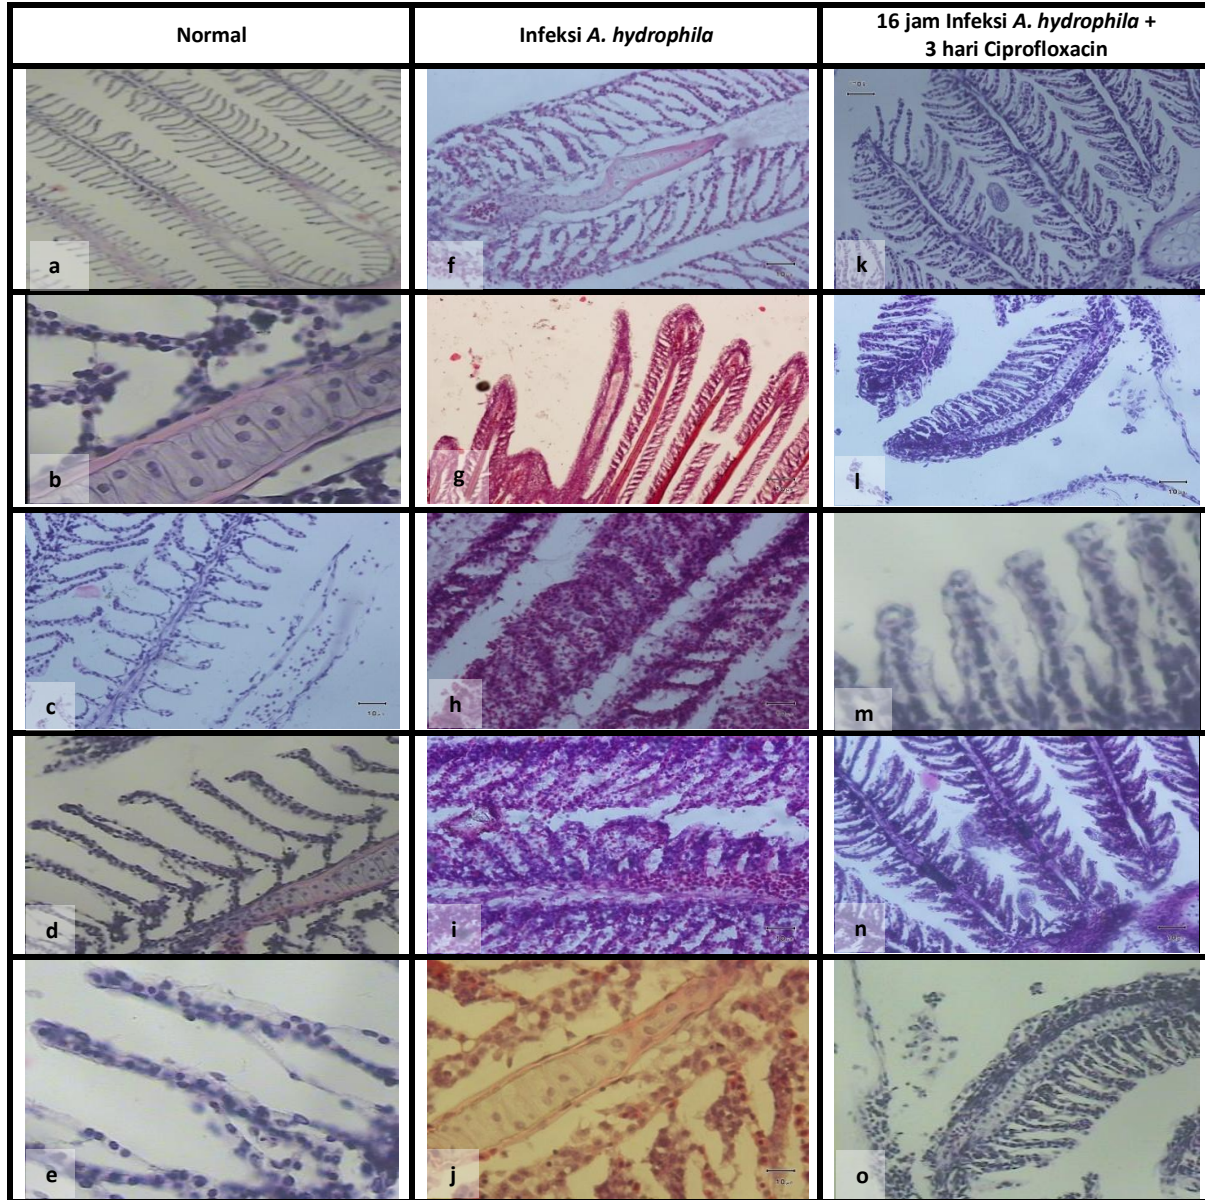 Normal
Infeksi A. hydrophila
16 jam Infeksi A. hydrophila +
3 hari Ciprofloxacin
a
f
k
b
g
l
c
h
m
d
i
n
e
j
o